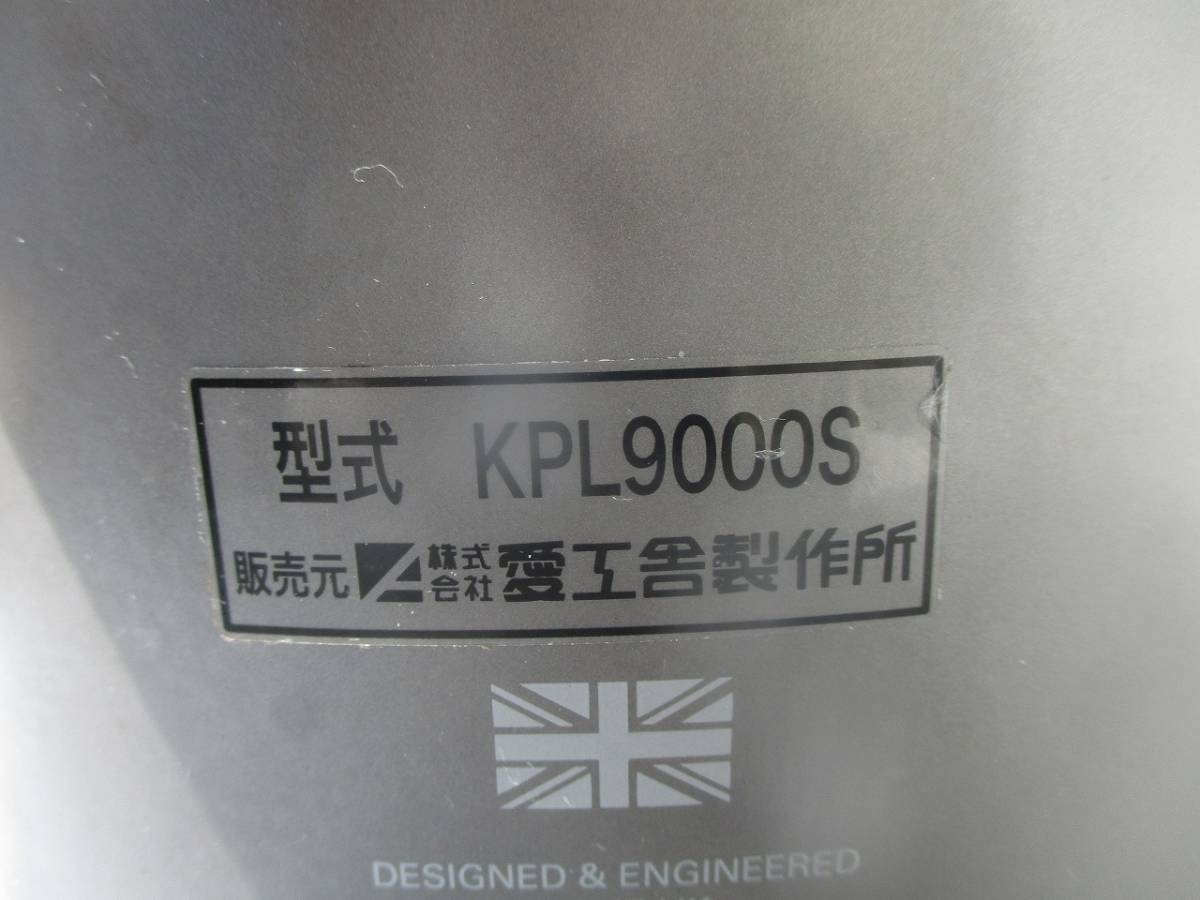 型式 KPL9000S
販売元 株式会社 愛工舎製作所
DESIGNED & ENGINEERED